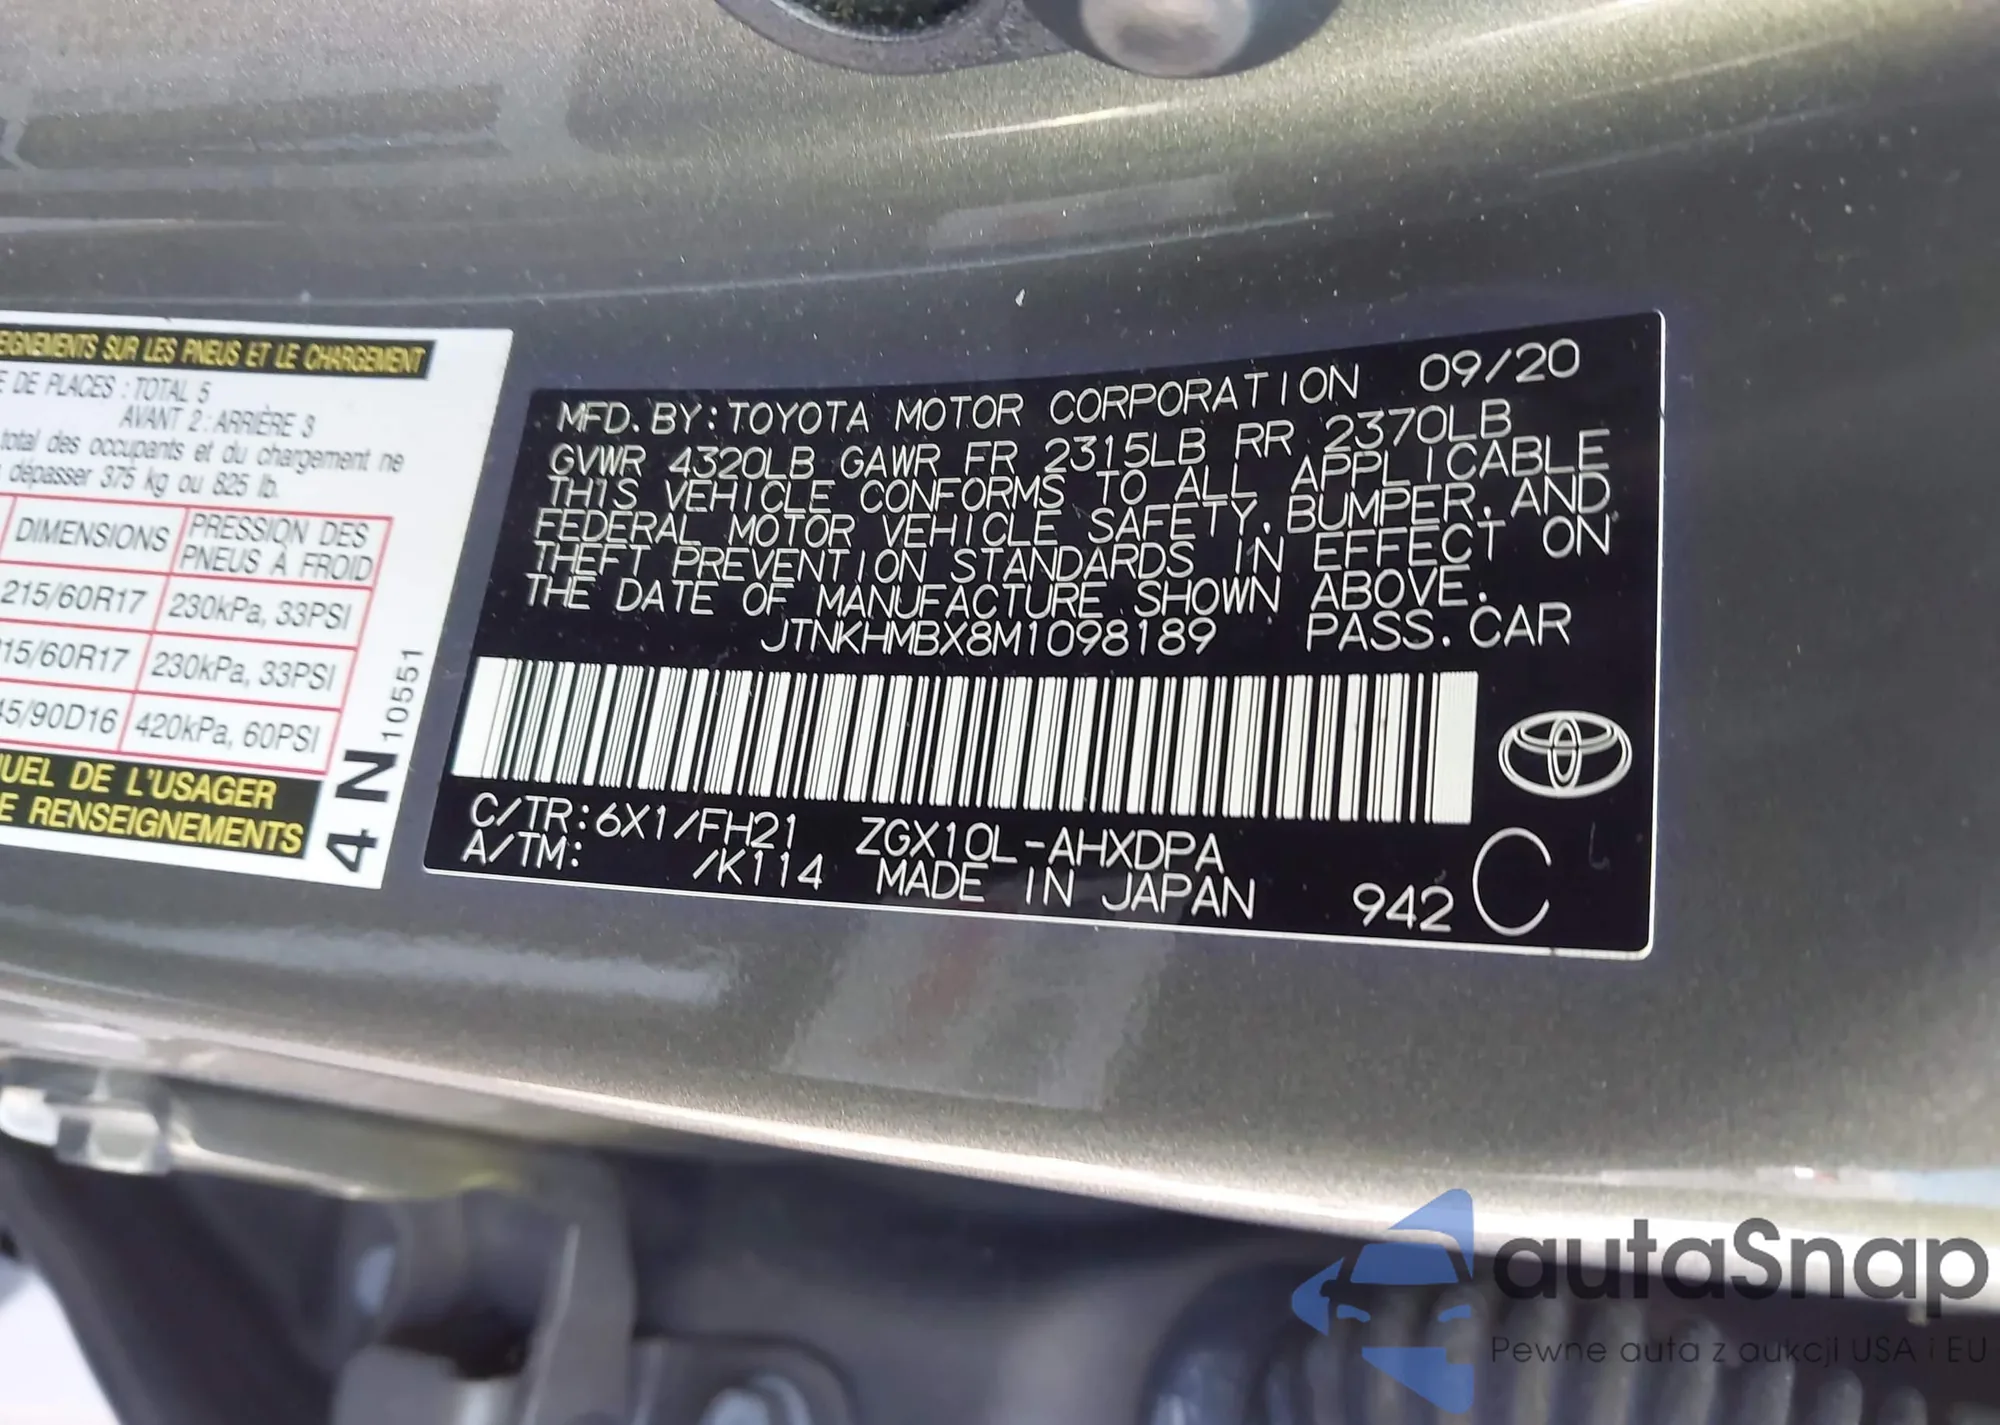 EIGNEMENTS SUR LES PNEUS ET LE CHARGEMENT
E DE PLACES : TOTAL 5
AVANT 2 : ARRIÈRE 3
total des occupants et du chargement ne
dépasser 375 kg ou 825 lb.
DIMENSIONS PRESSION DES
PNEUS À FROID
215/60R17 230kPa, 33PSI
15/60R17 230kPa, 33PSI
45/90D16 420kPa, 60PSI
UEL DE L'USAGER
E RENSEIGNEMENTS
4 N 10551
MFD. BY: TOYOTA MOTOR CORPORATION 09/20
GVWR 4320LB GAWR FR 2315LB RR 2370LB
THIS VEHICLE CONFORMS TO ALL APPLICABLE
FEDERAL MOTOR VEHICLE SAFETY, BUMPER, AND
THEFT PREVENTION STANDARDS IN EFFECT ON
THE DATE OF MANUFACTURE SHOWN ABOVE.
JTNKHMBX8M1098189 PASS. CAR
C/TR: 6X1/FH21 ZGX10L-AHXDPA
A/TM: /K114 MADE IN JAPAN 942 C
autaSnap
Pewne auta z aukcji USA i EU